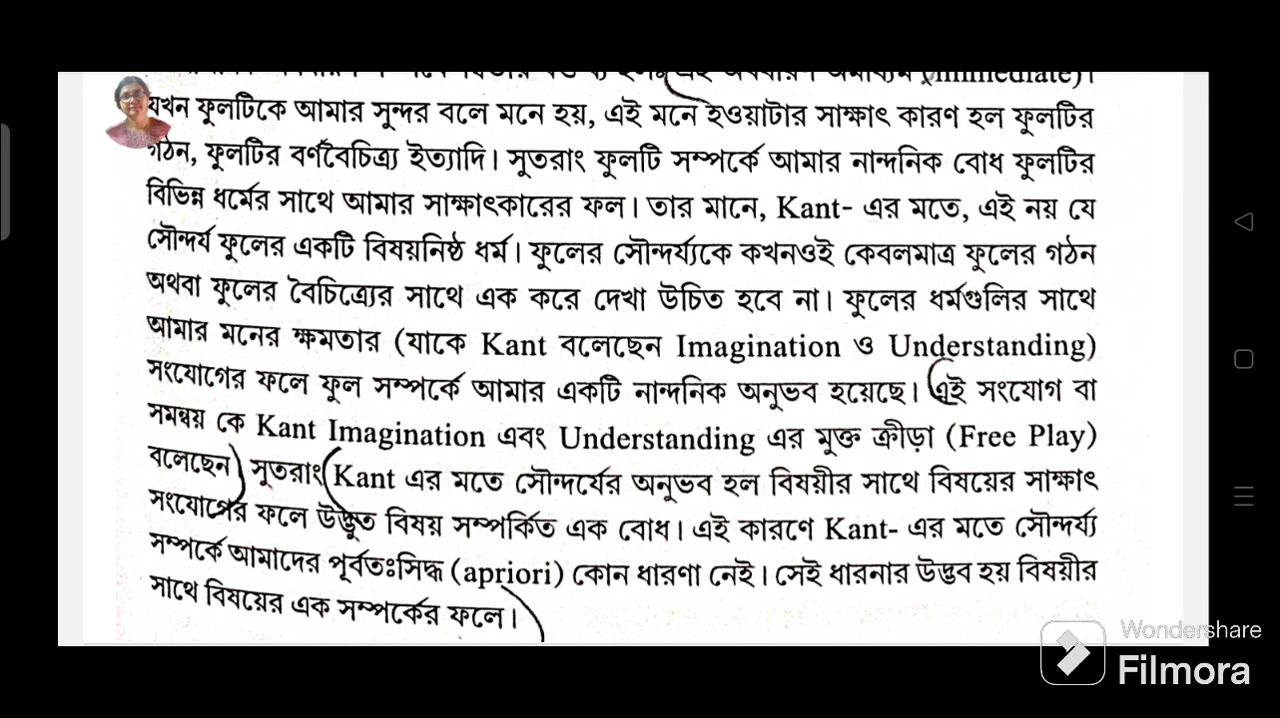 (immediate)।
যখন ফুলটিকে আমার সুন্দর বলে মনে হয়, এই মনে হওয়াটার সাক্ষাৎ কারণ হল ফুলটির
গঠন, ফুলটির বর্ণবৈচিত্র্য ইত্যাদি। সুতরাং ফুলটি সম্পর্কে আমার নান্দনিক বোধ ফুলটির
বিভিন্ন ধর্মের সাথে আমার সাক্ষাৎকারের ফল। তার মানে, Kant- এর মতে, এই নয় যে
সৌন্দর্য ফুলের একটি বিষয়নিষ্ঠ ধর্ম। ফুলের সৌন্দর্য্যকে কখনওই কেবলমাত্র ফুলের গঠন
অথবা ফুলের বৈচিত্র্যের সাথে এক করে দেখা উচিত হবে না। ফুলের ধর্মগুলির সাথে
আমার মনের ক্ষমতার (যাকে Kant বলেছেন Imagination ও Understanding)
সংযোগের ফলে ফুল সম্পর্কে আমার একটি নান্দনিক অনুভব হয়েছে। এই সংযোগ বা
সমন্বয় কে Kant Imagination এবং Understanding এর মুক্ত ক্রীড়া (Free Play)
বলেছেন) সুতরাং (Kant এর মতে সৌন্দর্যের অনুভব হল বিষয়ীর সাথে বিষয়ের সাক্ষাৎ
সংযোগের ফলে উদ্ভূত বিষয় সম্পর্কিত এক বোধ। এই কারণে Kant- এর মতে সৌন্দর্য্য
সম্পর্কে আমাদের পূর্বতঃসিদ্ধ (apriori) কোন ধারণা নেই। সেই ধারনার উদ্ভব হয় বিষয়ীর
সাথে বিষয়ের এক সম্পর্কের ফলে।
Wondershare
Filmora